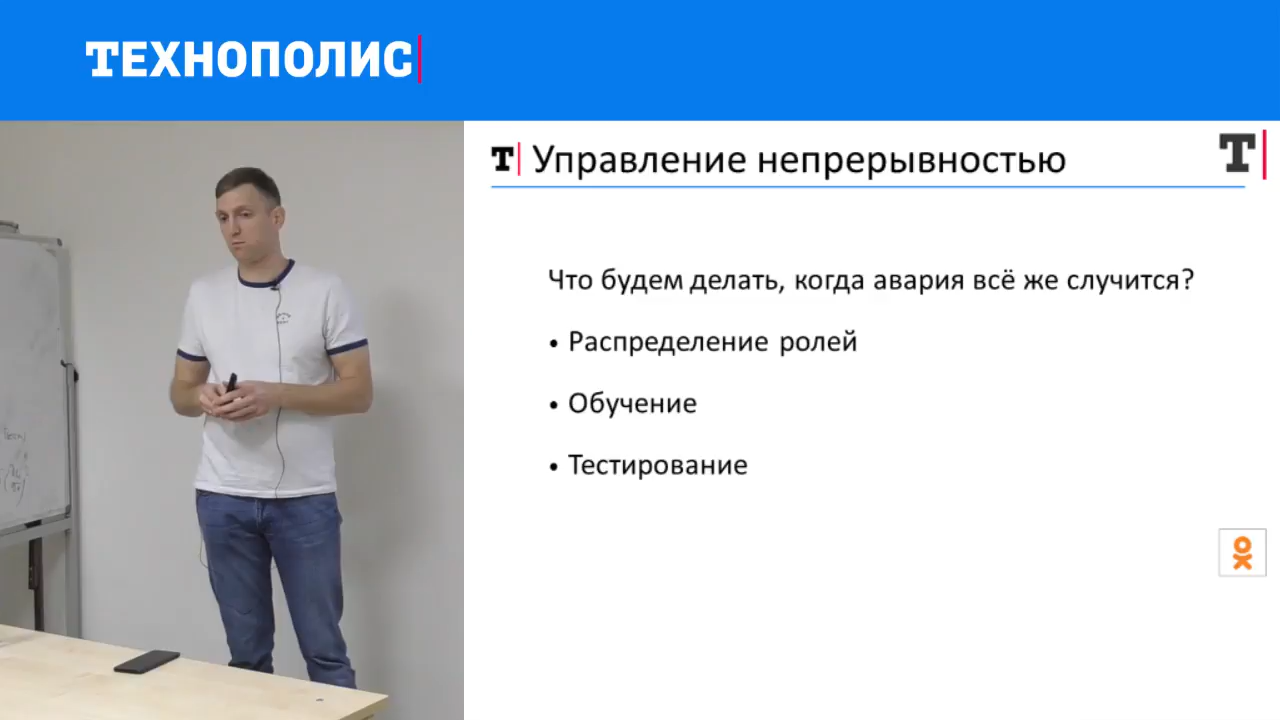 ТЕХНОПОЛИС
Т Управление непрерывностью
Т
Что будем делать, когда авария всё же случится?
• Распределение ролей
• Обучение
• Тестирование